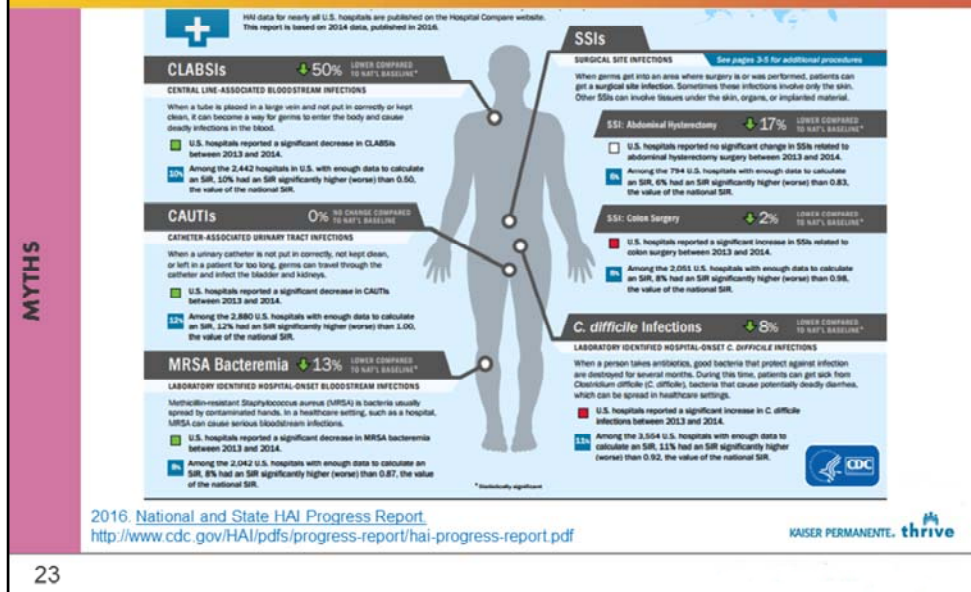 HAI data for nearly all U.S. hospitals are published on the Hospital Compare website.
This report is based on 2014 data, published in 2016.
MYTHS
CLABSIs 50% LOWER COMPARED
TO NAT'L BASELINE*
CENTRAL LINE-ASSOCIATED BLOODSTREAM INFECTIONS
When a tube is placed in a large vein and not put in correctly or kept
clean, it can become a way for germs to enter the body and cause
deadly infections in the blood.
U.S. hospitals reported a significant decrease in CLABSIs
between 2013 and 2014.
10% Among the 2,442 hospitals in U.S. with enough data to calculate
an SIR, 10% had an SIR significantly higher (worse) than 0.50,
the value of the national SIR.
CAUTIs 0% NO CHANGE COMPARED
TO NAT'L BASELINE
CATHETER-ASSOCIATED URINARY TRACT INFECTIONS
When a urinary catheter is not put in correctly, not kept clean,
or left in a patient for too long, germs can travel through the
catheter and infect the bladder and kidneys.
U.S. hospitals reported a significant decrease in CAUTIs
between 2013 and 2014.
12% Among the 2,880 U.S. hospitals with enough data to calculate
an SIR, 12% had an SIR significantly higher (worse) than 1.00,
the value of the national SIR.
MRSA Bacteremia 13% LOWER COMPARED
TO NAT'L BASELINE*
LABORATORY IDENTIFIED HOSPITAL-ONSET BLOODSTREAM INFECTIONS
Methicillin-resistant Staphylococcus aureus (MRSA) is bacteria usually
spread by contaminated hands. In a healthcare setting, such as a hospital,
MRSA can cause serious bloodstream infections.
U.S. hospitals reported a significant decrease in MRSA bacteremia
between 2013 and 2014.
8% Among the 2,042 U.S. hospitals with enough data to calculate an
SIR, 8% had an SIR significantly higher (worse) than 0.87, the value
of the national SIR.
SSIs
SURGICAL SITE INFECTIONS See pages 3-5 for additional procedures
When germs get into an area where surgery is or was performed, patients can
get a surgical site infection. Sometimes these infections involve only the skin.
Other SSIs can involve tissues under the skin, organs, or implanted material.
SSI: Abdominal Hysterectomy 17% LOWER COMPARED
TO NAT'L BASELINE*
U.S. hospitals reported no significant change in SSIs related to
abdominal hysterectomy surgery between 2013 and 2014.
6% Among the 794 U.S. hospitals with enough data to calculate
an SIR, 6% had an SIR significantly higher (worse) than 0.83,
the value of the national SIR.
SSI: Colon Surgery 2% LOWER COMPARED
TO NAT'L BASELINE*
U.S. hospitals reported a significant increase in SSIs related to
colon surgery between 2013 and 2014.
8% Among the 2,051 U.S. hospitals with enough data to calculate
an SIR, 8% had an SIR significantly higher (worse) than 0.98,
the value of the national SIR.
C. difficile Infections 8% LOWER COMPARED
TO NAT'L BASELINE*
LABORATORY IDENTIFIED HOSPITAL-ONSET C. DIFFICILE INFECTIONS
When a person takes antibiotics, good bacteria that protect against infection
are destroyed for several months. During this time, patients can get sick from
Clostridium difficile (C. difficile), bacteria that cause potentially deadly diarrhea,
which can be spread in healthcare settings.
U.S. hospitals reported a significant increase in C. difficile
infections between 2013 and 2014.
11% Among the 3,554 U.S. hospitals with enough data to
calculate an SIR, 11% had an SIR significantly higher
(worse) than 0.92, the value of the national SIR.
*Statistically significant
CDC
2016. National and State HAI Progress Report.
http://www.cdc.gov/HAI/pdfs/progress-report/hai-progress-report.pdf
KAISER PERMANENTE. thrive
23